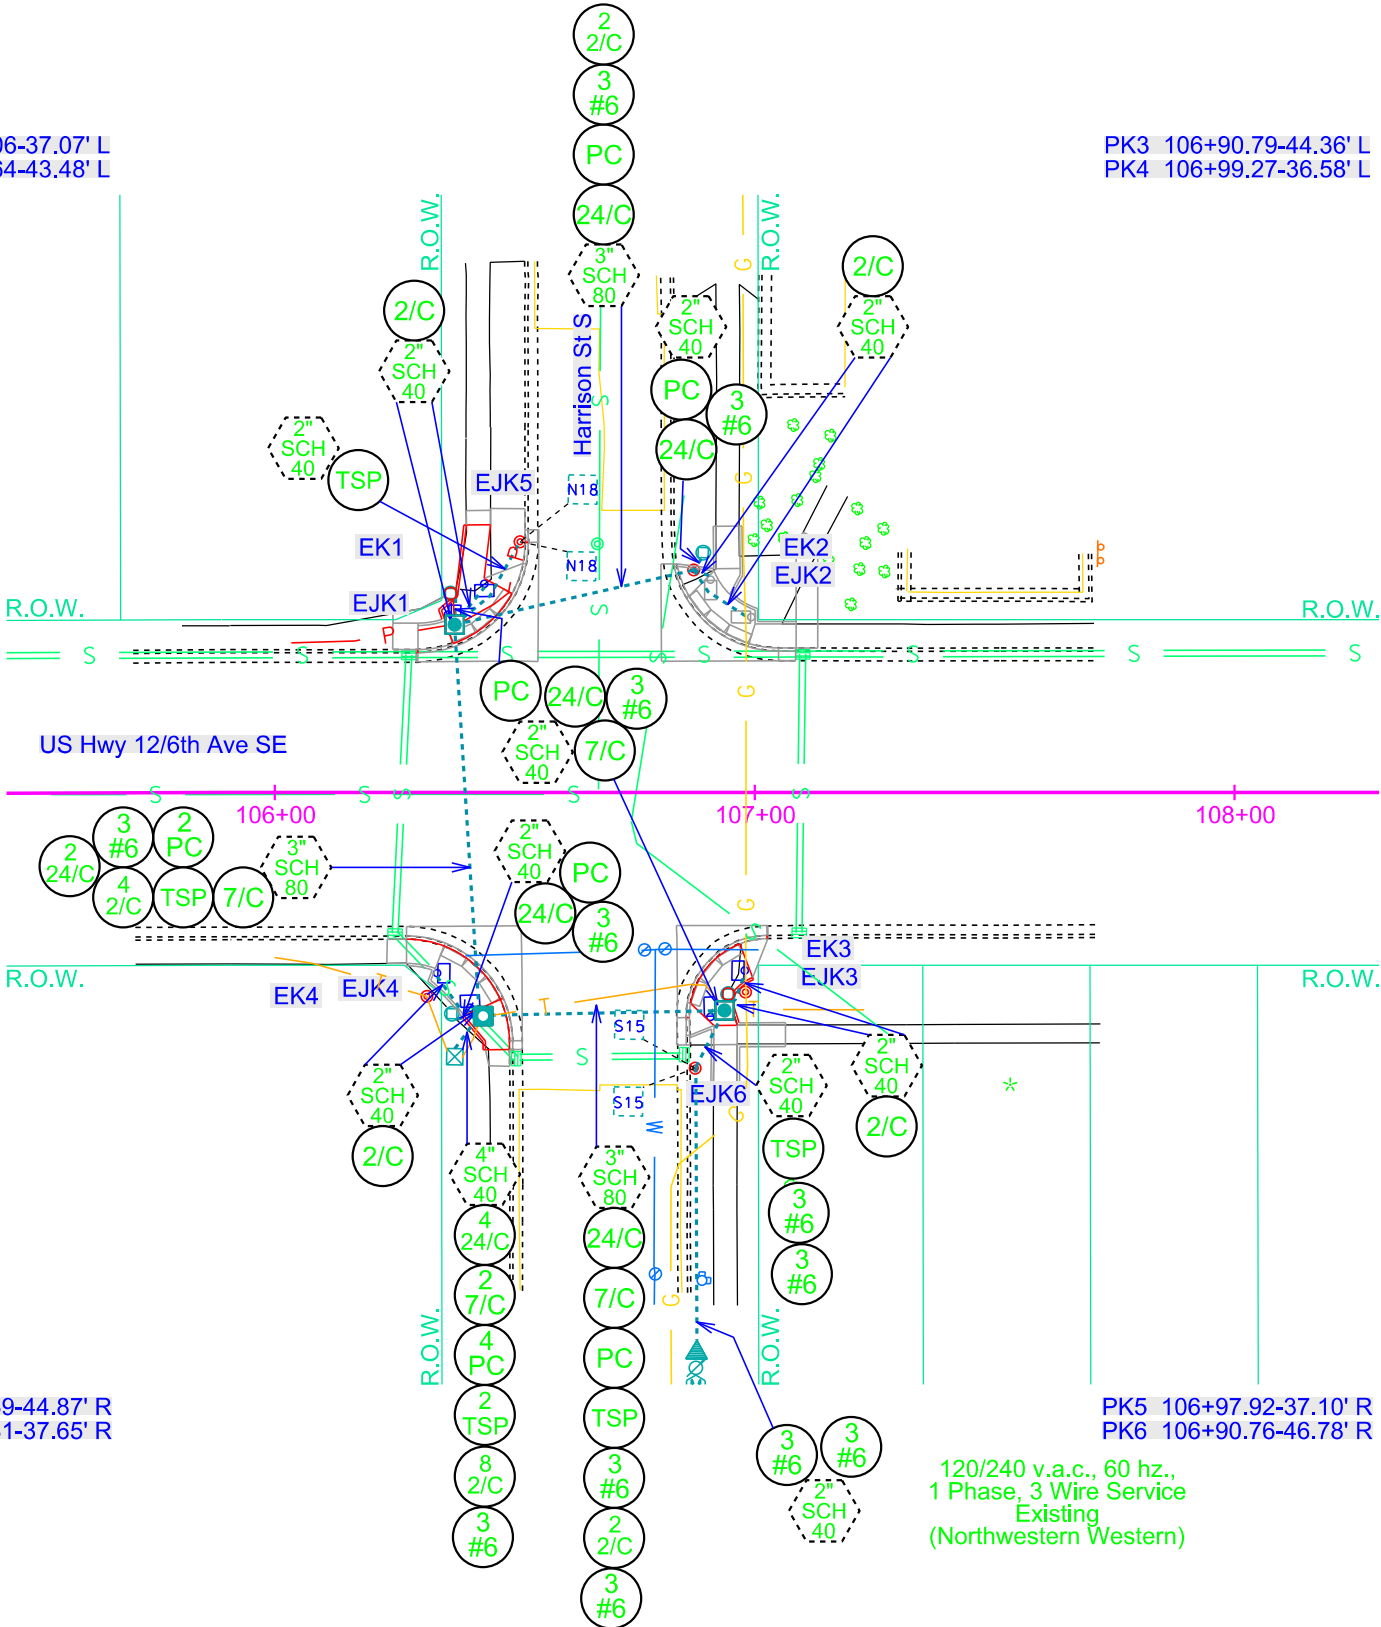 2
2/C
3
#6
PC
24/C
3"
SCH
80
06-37.07' L
64-43.48' L
PK3 106+90.79-44.36' L
PK4 106+99.27-36.58' L
R.O.W.
R.O.W.
G
2/C
2"
SCH
40
2/C
2"
SCH
40
2"
SCH
40
PC
3
#6
24/C
Harrison St S
S
2"
SCH
40
TSP
EJK5
N18
G
EK1
N18
EK2
EJK2
EJK1
P
P
R.O.W.
R.O.W.
S
S
S
S
S
S
S
S
S
S
G
PC
24/C
3
#6
2"
SCH
40
7/C
US Hwy 12/6th Ave SE
S
S
S
S
S
106+00
107+00
108+00
2
24/C
3
#6
2
PC
4
2/C
TSP
7/C
3"
SCH
80
2"
SCH
40
PC
24/C
3
#6
G
R.O.W.
R.O.W.
EK3
EJK3
EK4
EJK4
T
S15
S
S15
EJK6
W
G
2"
SCH
40
2/C
2"
SCH
40
TSP
3
#6
3
#6
2"
SCH
40
2/C
4"
SCH
40
4
24/C
2
7/C
4
PC
2
TSP
8
2/C
3
#6
3"
SCH
80
24/C
7/C
PC
TSP
3
#6
2
2/C
3
#6
G
R.O.W.
R.O.W.
9-44.87' R
1-37.65' R
PK5 106+97.92-37.10' R
PK6 106+90.76-46.78' R
3
#6
3
#6
2"
SCH
40
120/240 v.a.c., 60 hz.,
1 Phase, 3 Wire Service
Existing
(Northwestern Western)